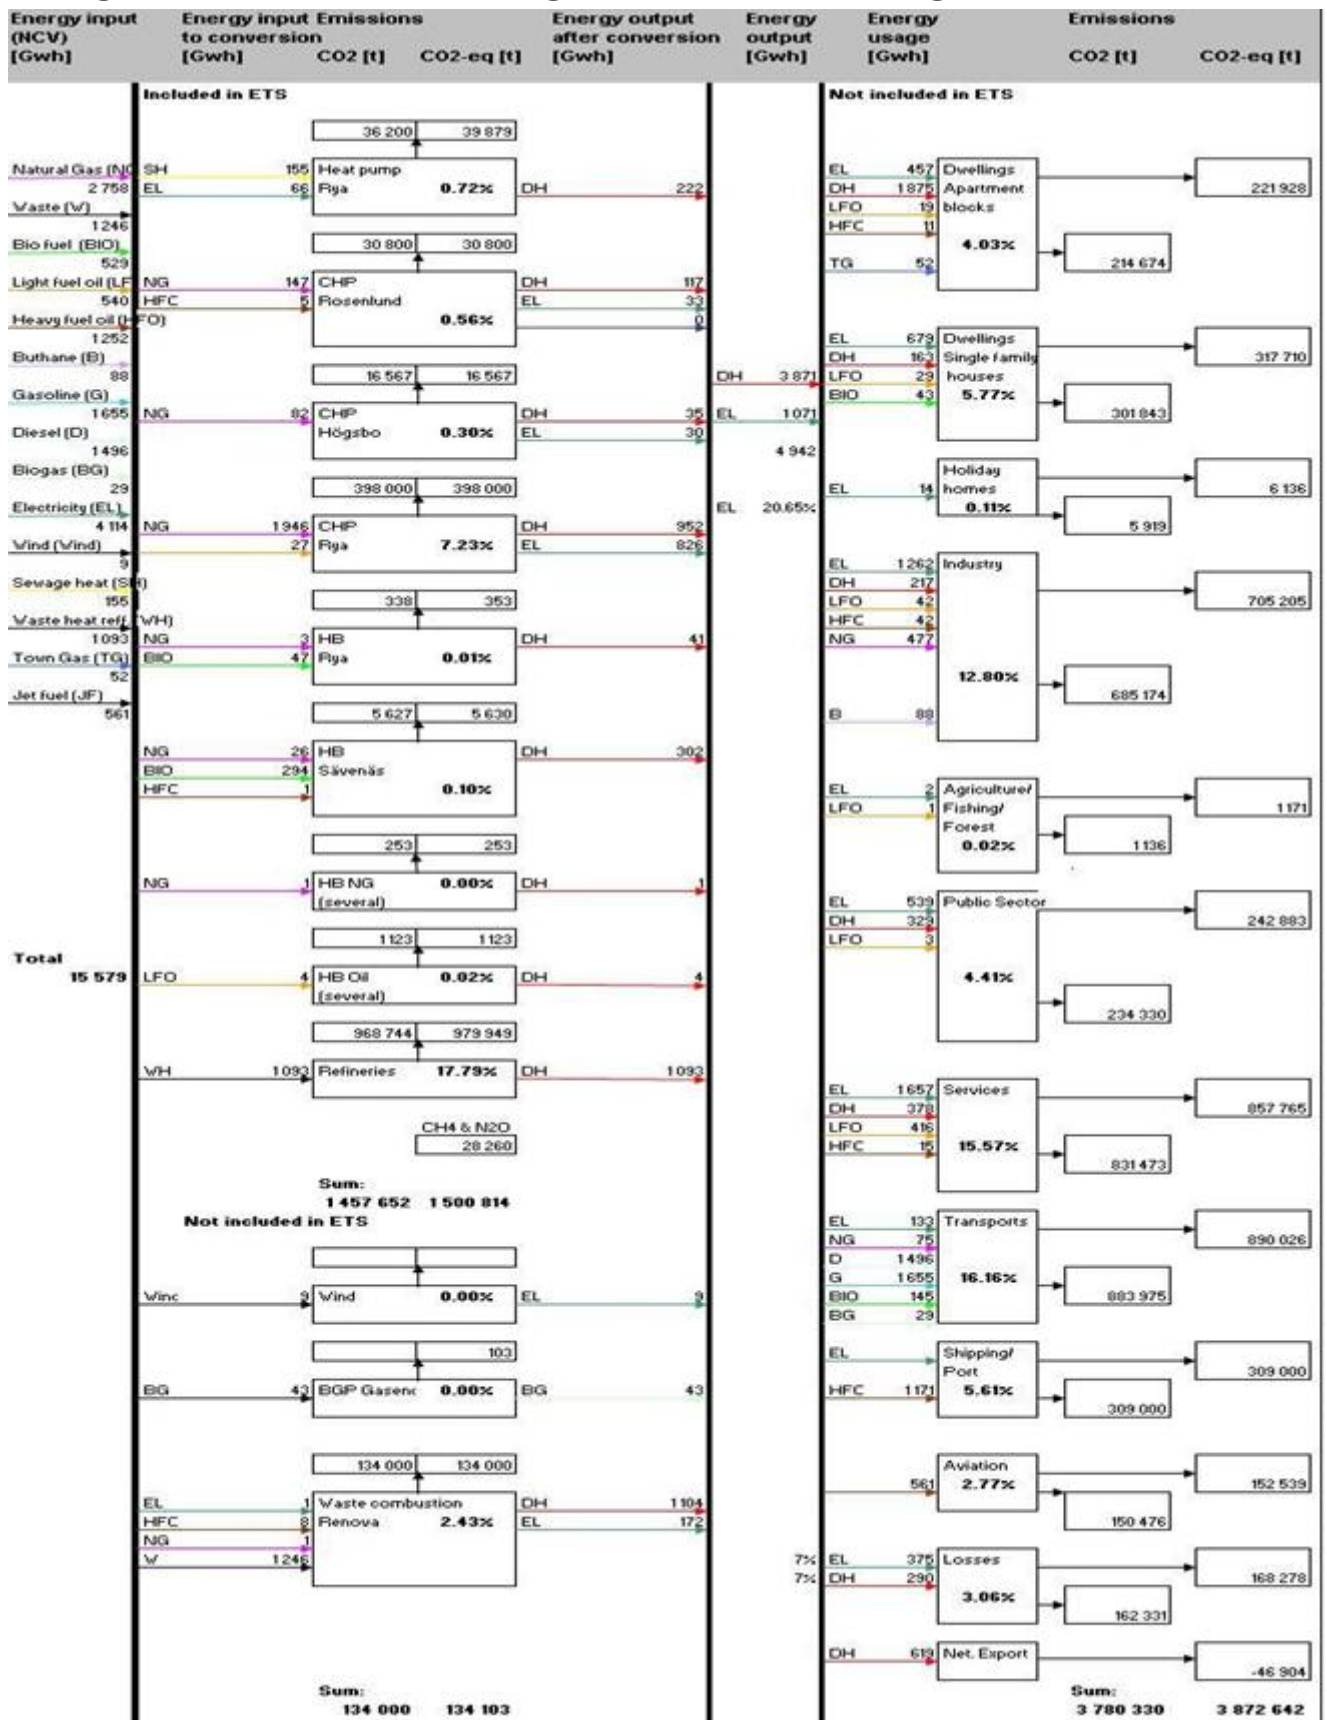 Energy input (NCV) [Gwh]
Energy input to conversion [Gwh]
Emissions
CO2 [t] CO2-eq [t]
Energy output after conversion [Gwh]
Energy output [Gwh]
Energy usage [Gwh]
Emissions
CO2 [t] CO2-eq [t]
Natural Gas (NG
2 758
Waste (W)
1246
Bio fuel (BIO)
529
Light fuel oil (LF
540
Heavy fuel oil (HFO)
1252
Buthane (B)
88
Gasoline (G)
1655
Diesel (D)
1496
Biogas (BG)
29
Electricity (EL)
4 114
Wind (Wind)
9
Sewage heat (SH)
155
Waste heat reff. (WH)
1093
Town Gas (TG)
52
Jet fuel (JF)
561
Total
15 579
Included in ETS
36 200 39 879
SH 155 Heat pump
EL 66 Rya 0.72% DH 222
30 800 30 800
NG 147 CHP DH 117
HFC 5 Rosenlund EL 33
0.56% 0
16 567 16 567
NG 82 CHP DH 35
Högsbo 0.30% EL 30
398 000 398 000
NG 1946 CHP DH 952
27 Rya 7.23% EL 826
338 353
NG 3 HB DH 41
BIO 47 Rya 0.01%
5 627 5 630
NG 26 HB DH 302
BIO 294 Sävenäs
HFC 1 0.10%
253 253
NG 1 HB NG 0.00% DH 1
(several)
1123 1123
LFO 4 HB Oil 0.02% DH 4
(several)
968 744 979 949
WH 1093 Refineries 17.79% DH 1093
CH4 & N2O
28 260
Sum:
1 457 652 1 500 814
Not included in ETS
Winc 9 Wind 0.00% EL 9
103
BG 43 BGP Gasenc 0.00% BG 43
134 000 134 000
EL 1 Waste combustion DH 1104
HFC 8 Renova 2.43% EL 172
NG 1
W 1246
Sum:
134 000 134 103
DH 3 871
EL 1071
4 942
EL 20.65%
Not included in ETS
EL 457 Dwellings
DH 1875 Apartment 221 928
LFO 19 blocks
HFC 11
4.03%
TG 52 214 674
EL 679 Dwellings
DH 163 Single family 317 710
LFO 29 houses
BIO 43 5.77%
301 843
Holiday
EL 14 homes 6 136
0.11%
5 919
EL 1262 Industry
DH 217
LFO 42 705 205
HFC 42
NG 477
12.80%
685 174
B 88
EL 2 Agriculture/
LFO 1 Fishing/ 1171
Forest
0.02% 1136
EL 539 Public Sector
DH 329 242 883
LFO 3
4.41%
234 330
EL 1657 Services
DH 378 857 765
LFO 416
HFC 15 15.57%
831 473
EL 133 Transports
NG 75 890 026
D 1496
G 1655 16.16%
BIO 145 883 975
BG 29
EL Shipping/
Port 309 000
HFC 1171 5.61%
309 000
Aviation
561 2.77% 152 539
150 476
7% EL 375 Losses
7% DH 290 168 278
3.06%
162 331
DH 619 Net. Export
-46 904
Sum:
3 780 330 3 872 642